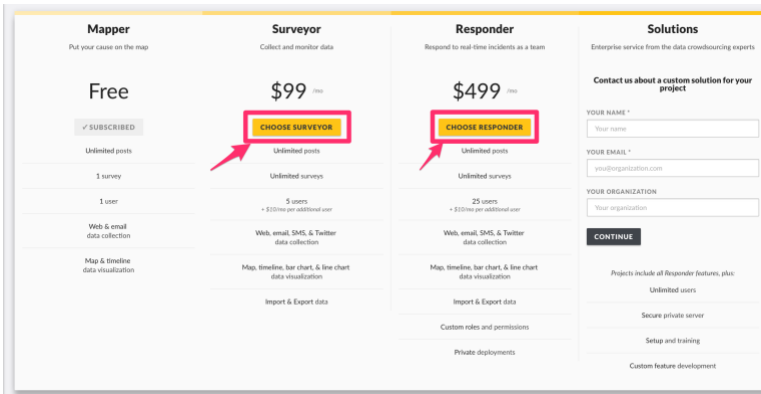 Mapper
Put your cause on the map
Free
✓ SUBSCRIBED
Unlimited posts
1 survey
1 user
Web & email
data collection
Map & timeline
data visualization
Surveyor
Collect and monitor data
$99 /mo
CHOOSE SURVEYOR
Unlimited posts
Unlimited surveys
5 users
+ $10/mo per additional user
Web, email, SMS, & Twitter
data collection
Map, timeline, bar chart, & line chart
data visualization
Import & Export data
Responder
Respond to real-time incidents as a team
$499 /mo
CHOOSE RESPONDER
Unlimited posts
Unlimited surveys
25 users
+ $10/mo per additional user
Web, email, SMS, & Twitter
data collection
Map, timeline, bar chart, & line chart
data visualization
Import & Export data
Custom roles and permissions
Private deployments
Solutions
Enterprise service from the data crowdsourcing experts
Contact us about a custom solution for your
project
YOUR NAME *
Your name
YOUR EMAIL *
you@organization.com
YOUR ORGANIZATION
Your organization
CONTINUE
Projects include all Responder features, plus:
Unlimited users
Secure private server
Setup and training
Custom feature development